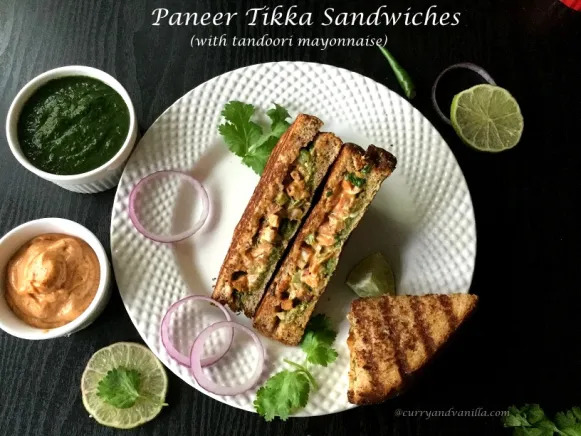 Paneer Tikka Sandwiches
(with tandoori mayonnaise)
@curryandvanilla.com